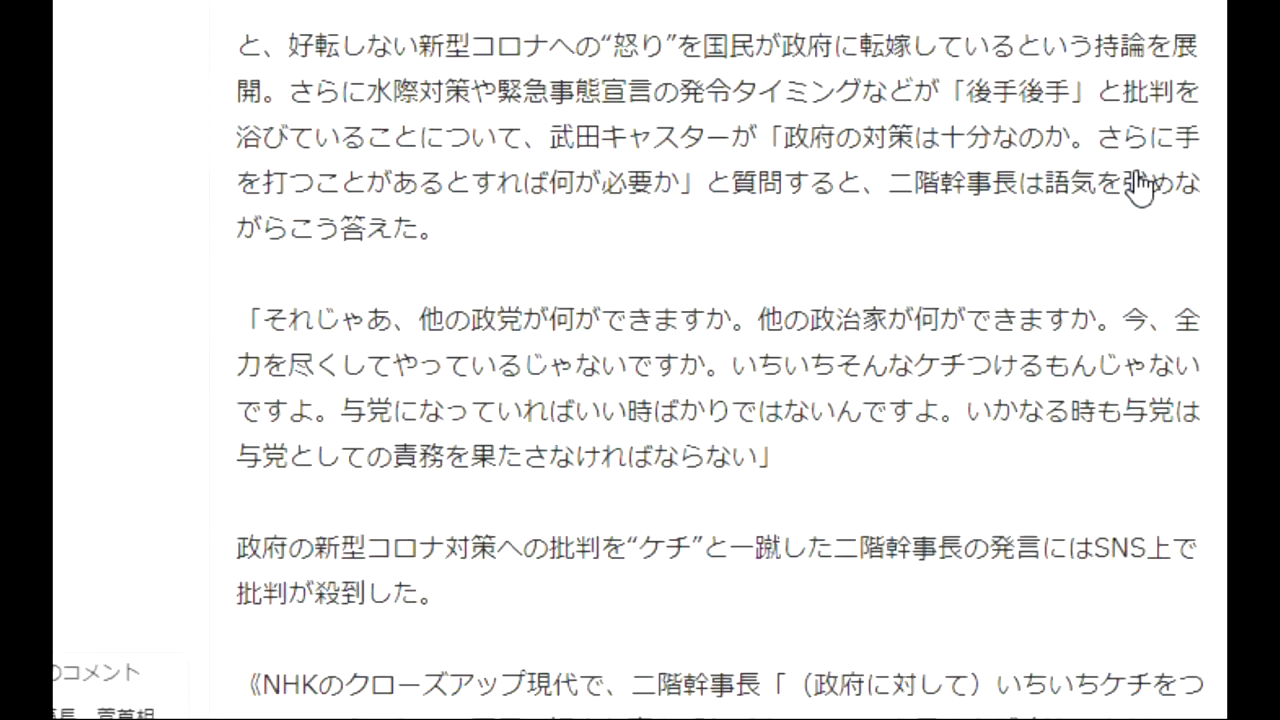 と、好転しない新型コロナへの“怒り”を国民が政府に転嫁しているという持論を展
開。さらに水際対策や緊急事態宣言の発令タイミングなどが「後手後手」と批判を
浴びていることについて、武田キャスターが「政府の対策は十分なのか。さらに手
を打つことがあるとすれば何が必要か」と質問すると、二階幹事長は語気を強めな
がらこう答えた。
「それじゃあ、他の政党が何ができますか。他の政治家が何ができますか。今、全
力を尽くしてやっているじゃないですか。いちいちそんなケチつけるもんじゃない
ですよ。与党になっていればいい時ばかりではないんですよ。いかなる時も与党は
与党としての責務を果たさなければならない」
政府の新型コロナ対策への批判を“ケチ”と一蹴した二階幹事長の発言にはSNS上で
批判が殺到した。
のコメント
長、菅首相
《NHKのクローズアップ現代で、二階幹事長「（政府に対して）いちいちケチをつ